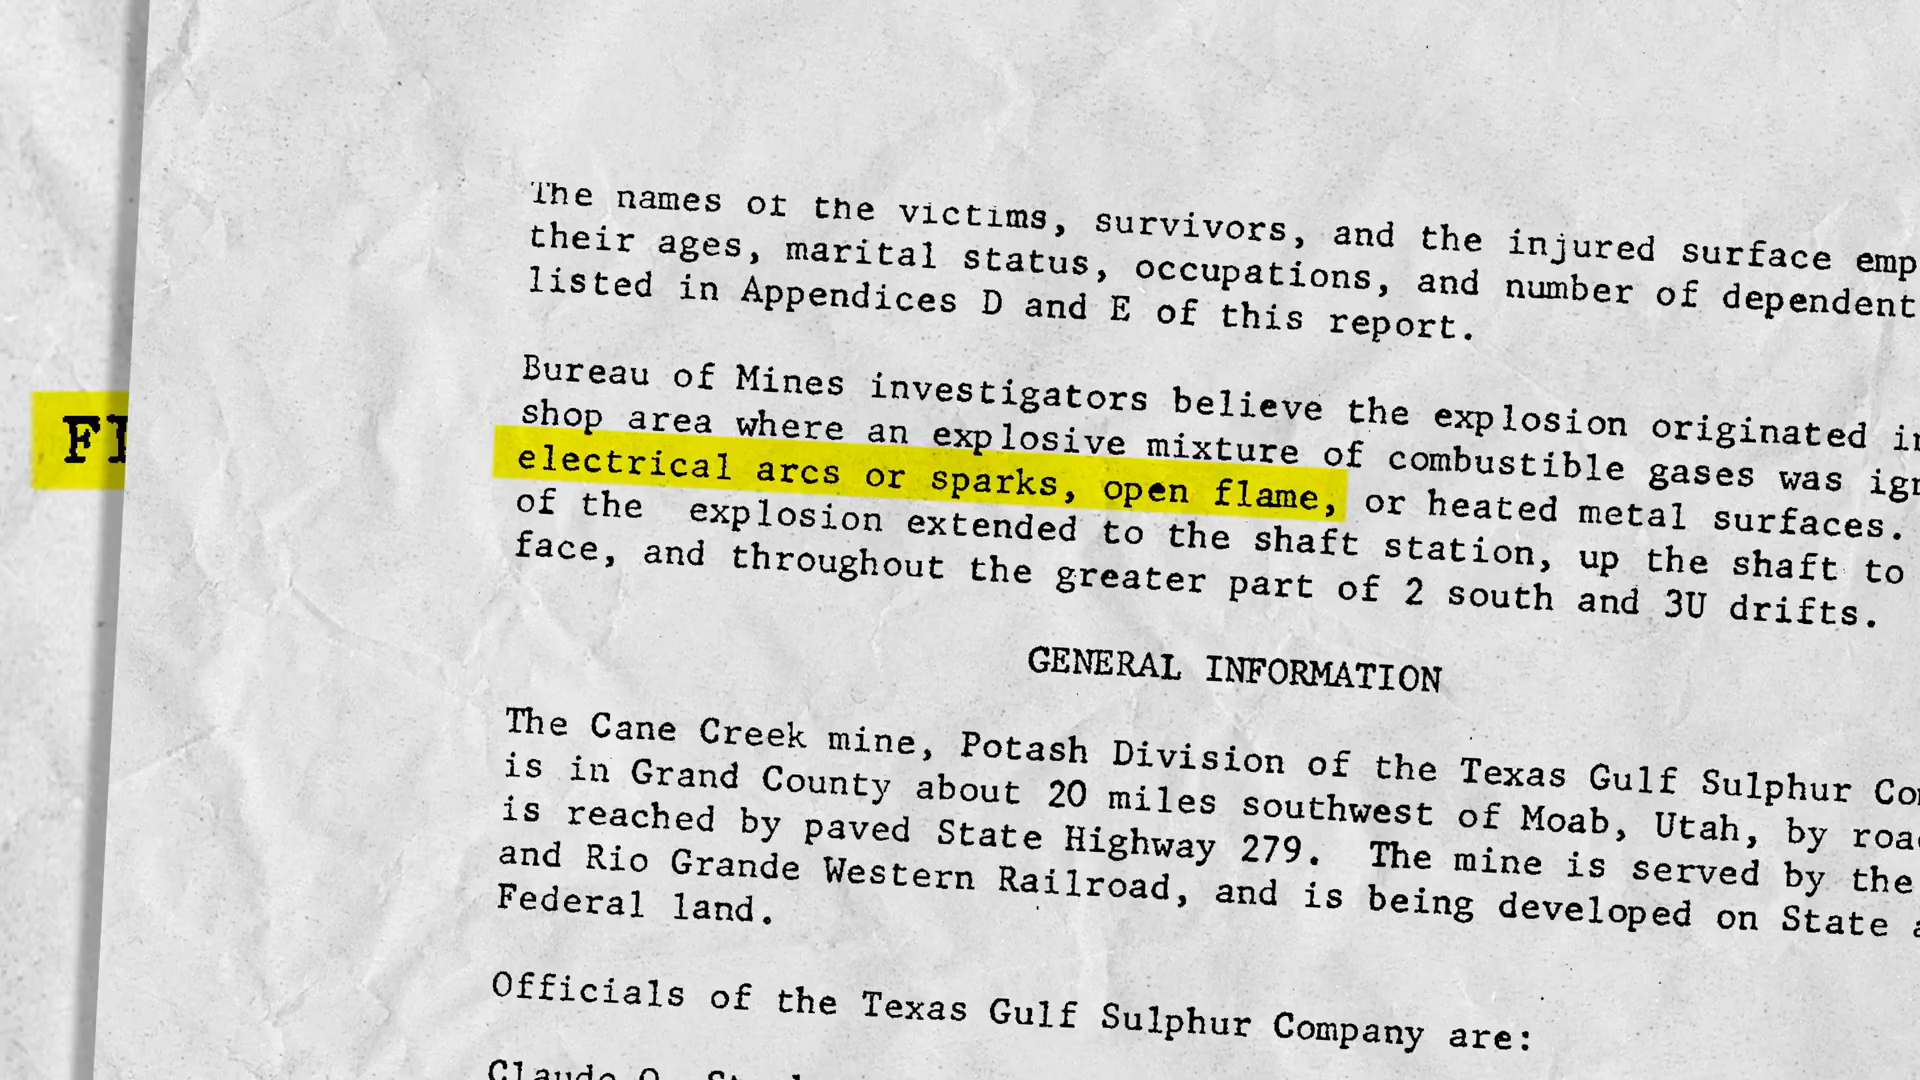 The names of the victims, survivors, and the injured surface
their ages, marital status, occupations, and number of
listed in Appendices D and E of this report.
Bureau of Mines investigators believe the explosion originated
shop area where an explosive mixture of combustible gases was
electrical arcs or sparks, open flame, or heated metal surfaces.
of the explosion extended to the shaft station, up the shaft to
face, and throughout the greater part of 2 south and 3U drifts.
GENERAL INFORMATION
The Cane Creek mine, Potash Division of the Texas Gulf Sulphur
is in Grand County about 20 miles southwest of Moab, Utah, by
is reached by paved State Highway 279. The mine is served by the
and Rio Grande Western Railroad, and is being developed on State
Federal land.
Officials of the Texas Gulf Sulphur Company are: